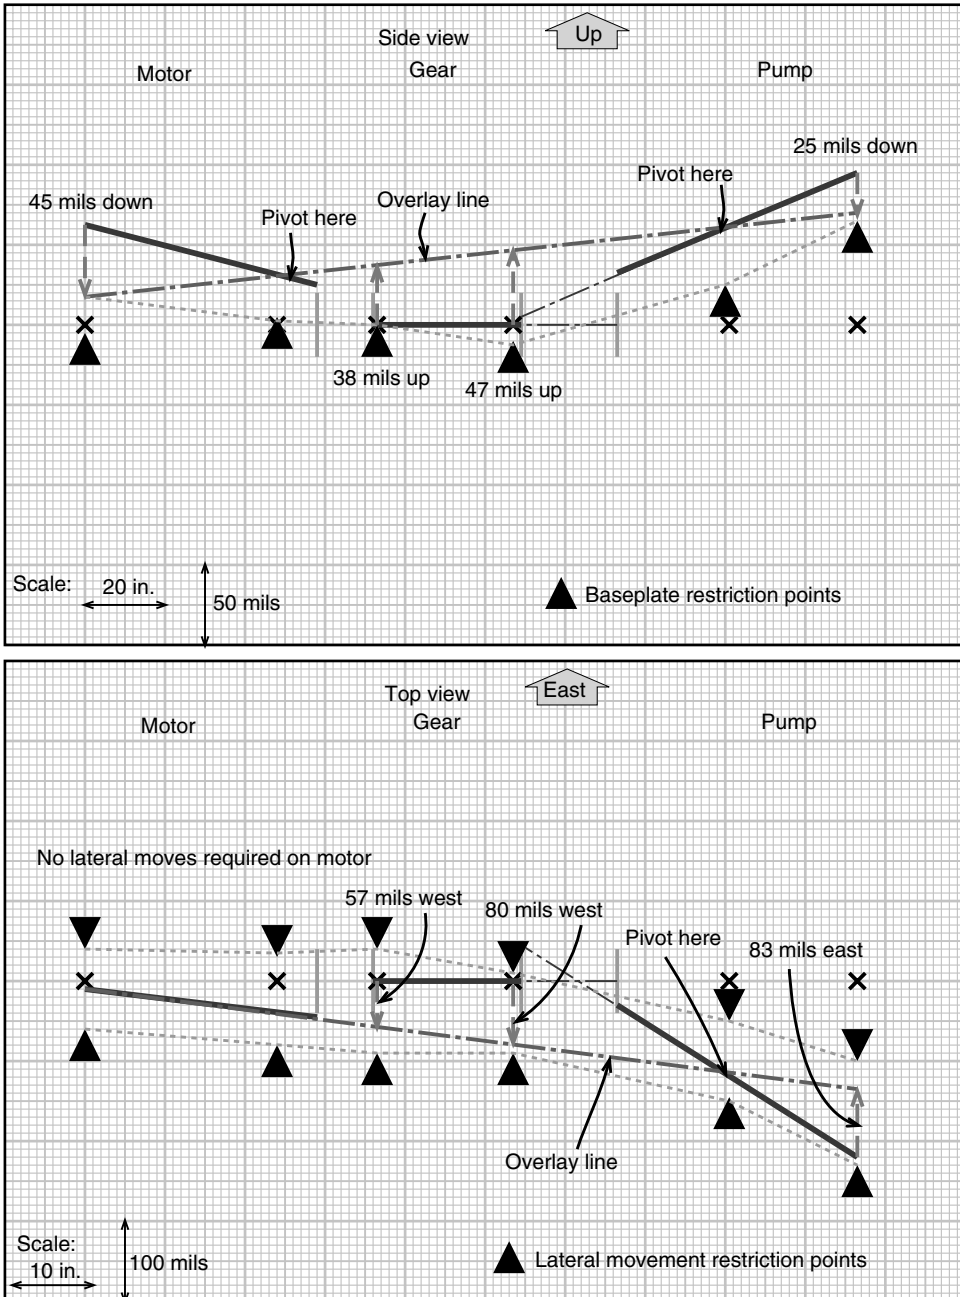 Side view
Up
Motor
Gear
Pump
25 mils down
Pivot here
45 mils down
Overlay line
Pivot here
38 mils up
47 mils up
Scale:
20 in.
50 mils
Baseplate restriction points
Top view
East
Motor
Gear
Pump
No lateral moves required on motor
57 mils west
80 mils west
Pivot here
83 mils east
Overlay line
Scale:
10 in.
100 mils
Lateral movement restriction points